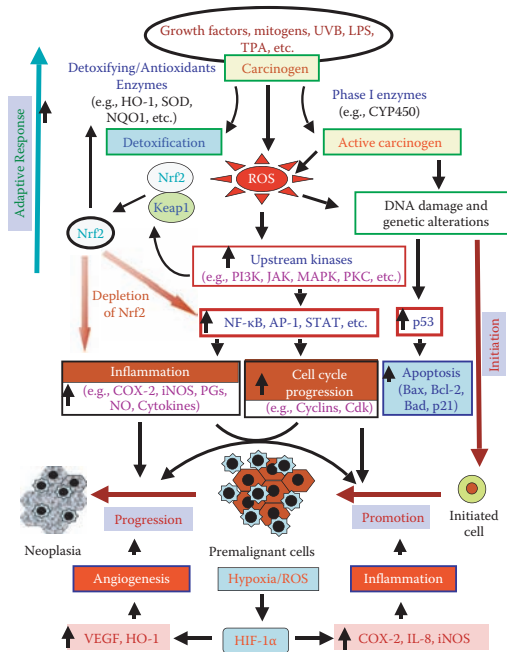 Growth factors, mitogens, UVB, LPS,
TPA, etc.
Carcinogen
Detoxifying/Antioxidants
Enzymes
(e.g., HO-1, SOD,
NQO1, etc.)
Phase I enzymes
(e.g., CYP450)
Detoxification
Active carcinogen
Adaptive Response
Nrf2
Keap1
ROS
DNA damage and
genetic alterations
Nrf2
Upstream kinases
(e.g., PI3K, JAK, MAPK, PKC, etc.)
Depletion
of Nrf2
NF-κB, AP-1, STAT, etc.
p53
Initiation
Inflammation
(e.g., COX-2, iNOS, PGs,
NO, Cytokines)
Cell cycle
progression
(e.g., Cyclins, Cdk)
Apoptosis
(Bax, Bcl-2,
Bad, p21)
Progression
Promotion
Initiated
cell
Neoplasia
Premalignant cells
Angiogenesis
Hypoxia/ROS
Inflammation
VEGF, HO-1
HIF-1α
COX-2, IL-8, iNOS